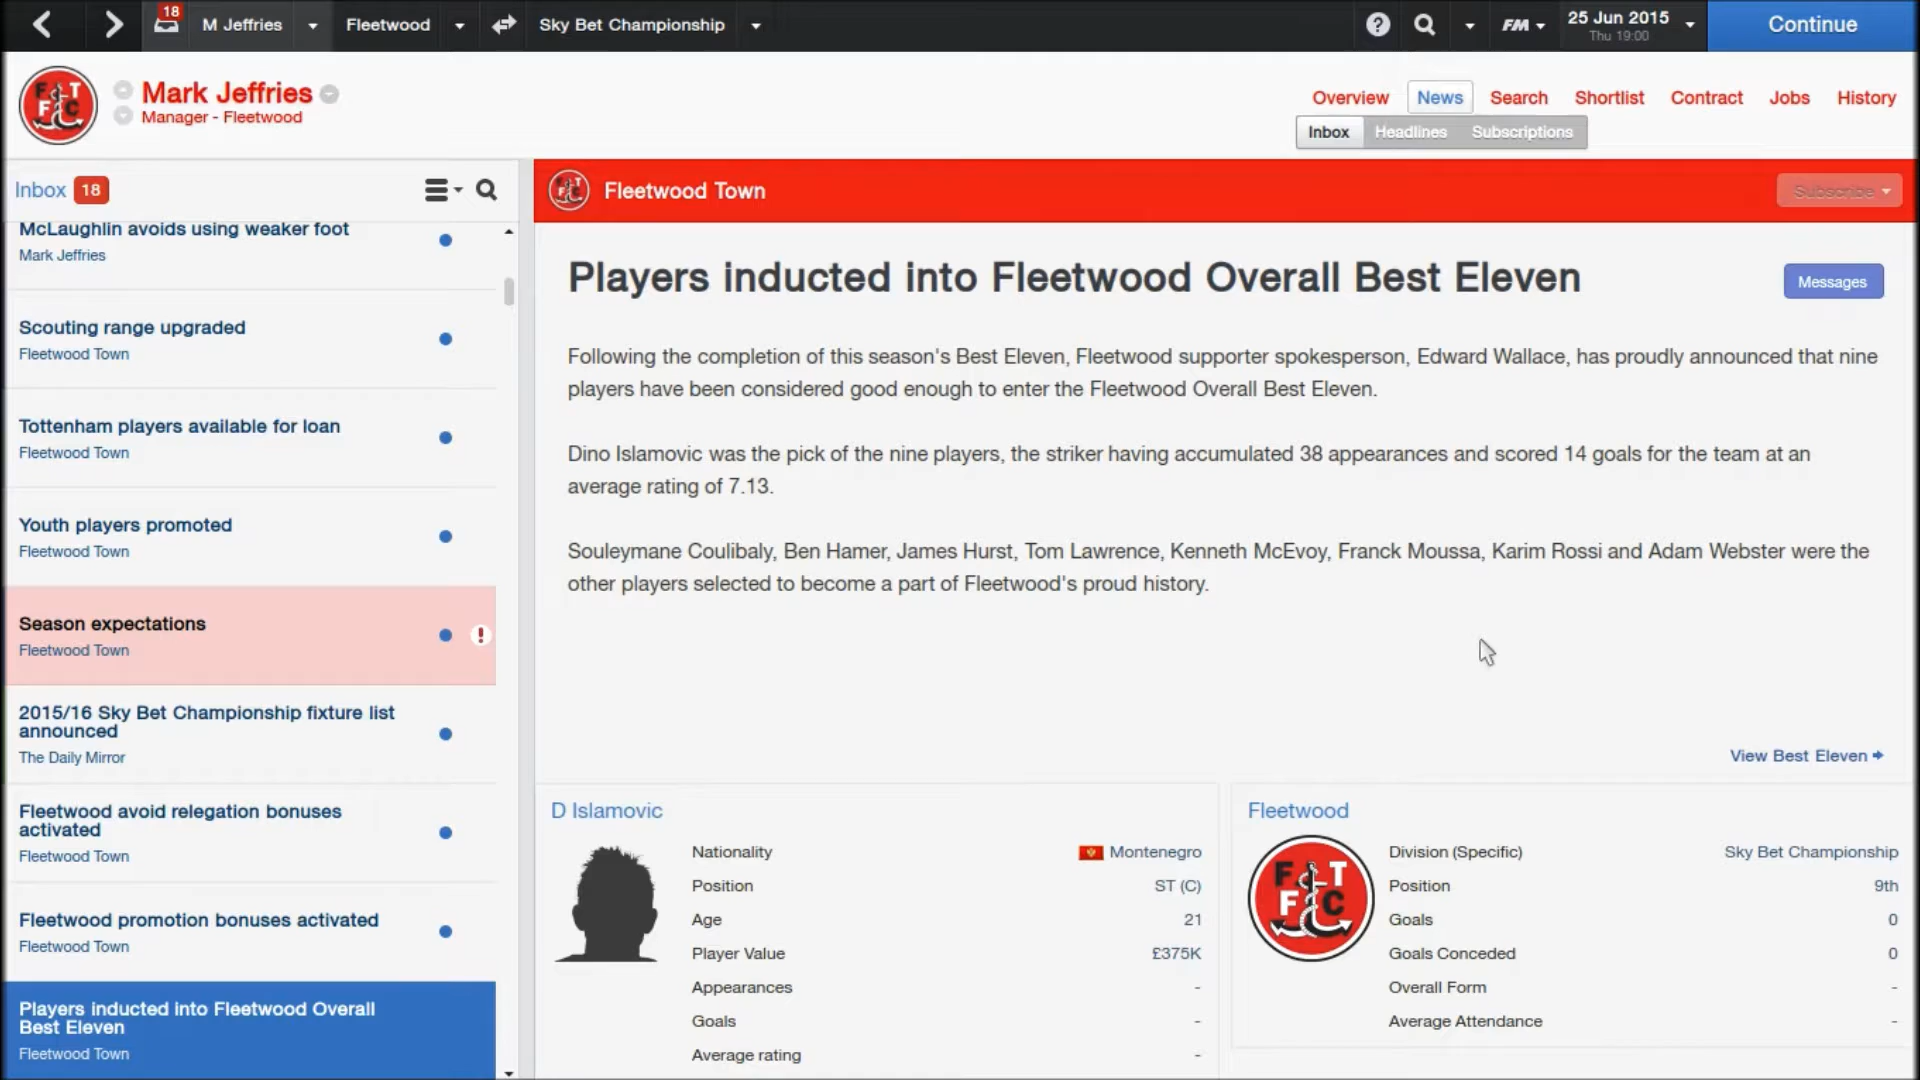 18
M Jeffries
Fleetwood
Sky Bet Championship
FM
25 Jun 2015
Thu 19:00
Continue
Mark Jeffries
Manager - Fleetwood
Overview
News
Search
Shortlist
Contract
Jobs
History
Inbox
Headlines
Subscriptions
Inbox 18
McLaughlin avoids using weaker foot
Mark Jeffries
Scouting range upgraded
Fleetwood Town
Tottenham players available for loan
Fleetwood Town
Youth players promoted
Fleetwood Town
Season expectations
Fleetwood Town
2015/16 Sky Bet Championship fixture list
announced
The Daily Mirror
Fleetwood avoid relegation bonuses
activated
Fleetwood Town
Fleetwood promotion bonuses activated
Fleetwood Town
Players inducted into Fleetwood Overall
Best Eleven
Fleetwood Town
Fleetwood Town
Subscribe
Players inducted into Fleetwood Overall Best Eleven
Messages
Following the completion of this season's Best Eleven, Fleetwood supporter spokesperson, Edward Wallace, has proudly announced that nine
players have been considered good enough to enter the Fleetwood Overall Best Eleven.
Dino Islamovic was the pick of the nine players, the striker having accumulated 38 appearances and scored 14 goals for the team at an
average rating of 7.13.
Souleymane Coulibaly, Ben Hamer, James Hurst, Tom Lawrence, Kenneth McEvoy, Franck Moussa, Karim Rossi and Adam Webster were the
other players selected to become a part of Fleetwood's proud history.
View Best Eleven
D Islamovic
Nationality Montenegro
Position ST (C)
Age 21
Player Value £375K
Appearances -
Goals -
Average rating -
Fleetwood
F T
F C
Division (Specific) Sky Bet Championship
Position 9th
Goals 0
Goals Conceded 0
Overall Form -
Average Attendance -